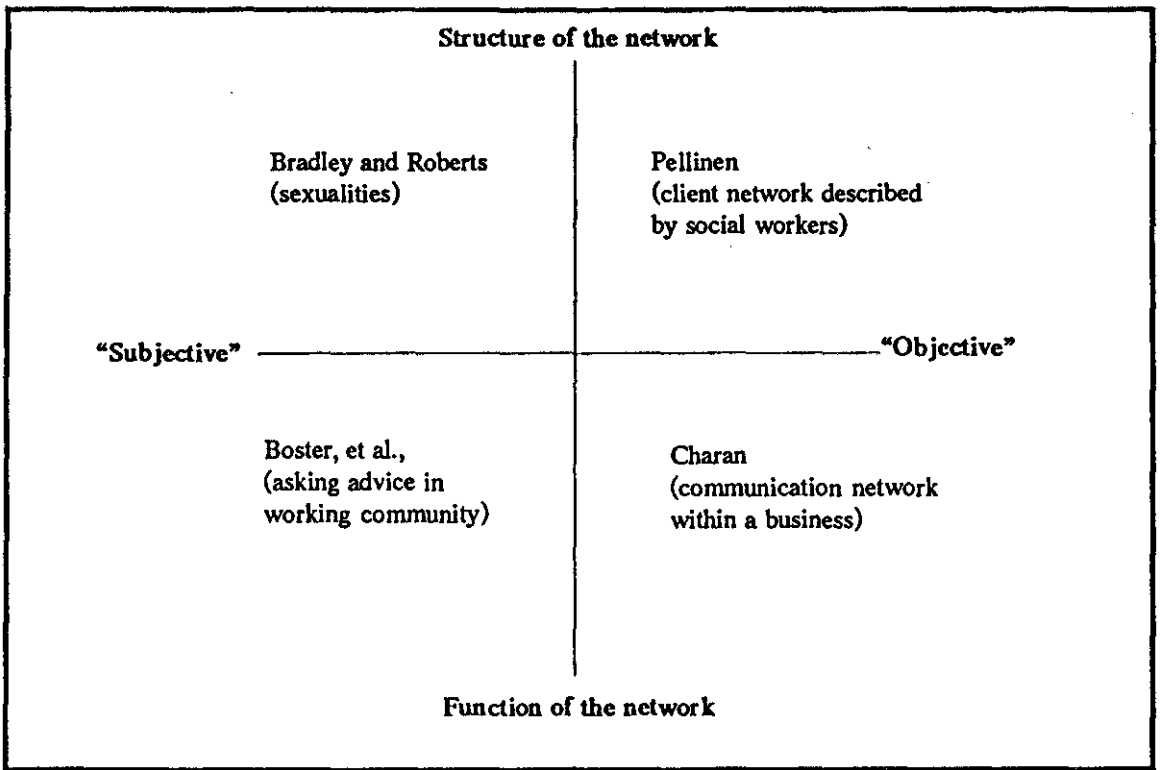 Structure of the network
Bradley and Roberts
(sexualities)
Pellinen
(client network described
by social workers)
“Subjective”
“Objective”
Boster, et al.,
(asking advice in
working community)
Charan
(communication network
within a business)
Function of the network